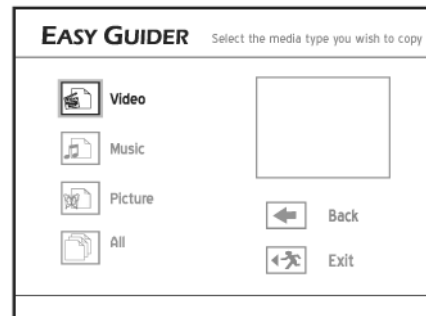 EASY GUIDER Select the media type you wish to copy
Video
Music
Picture
All
Back
Exit